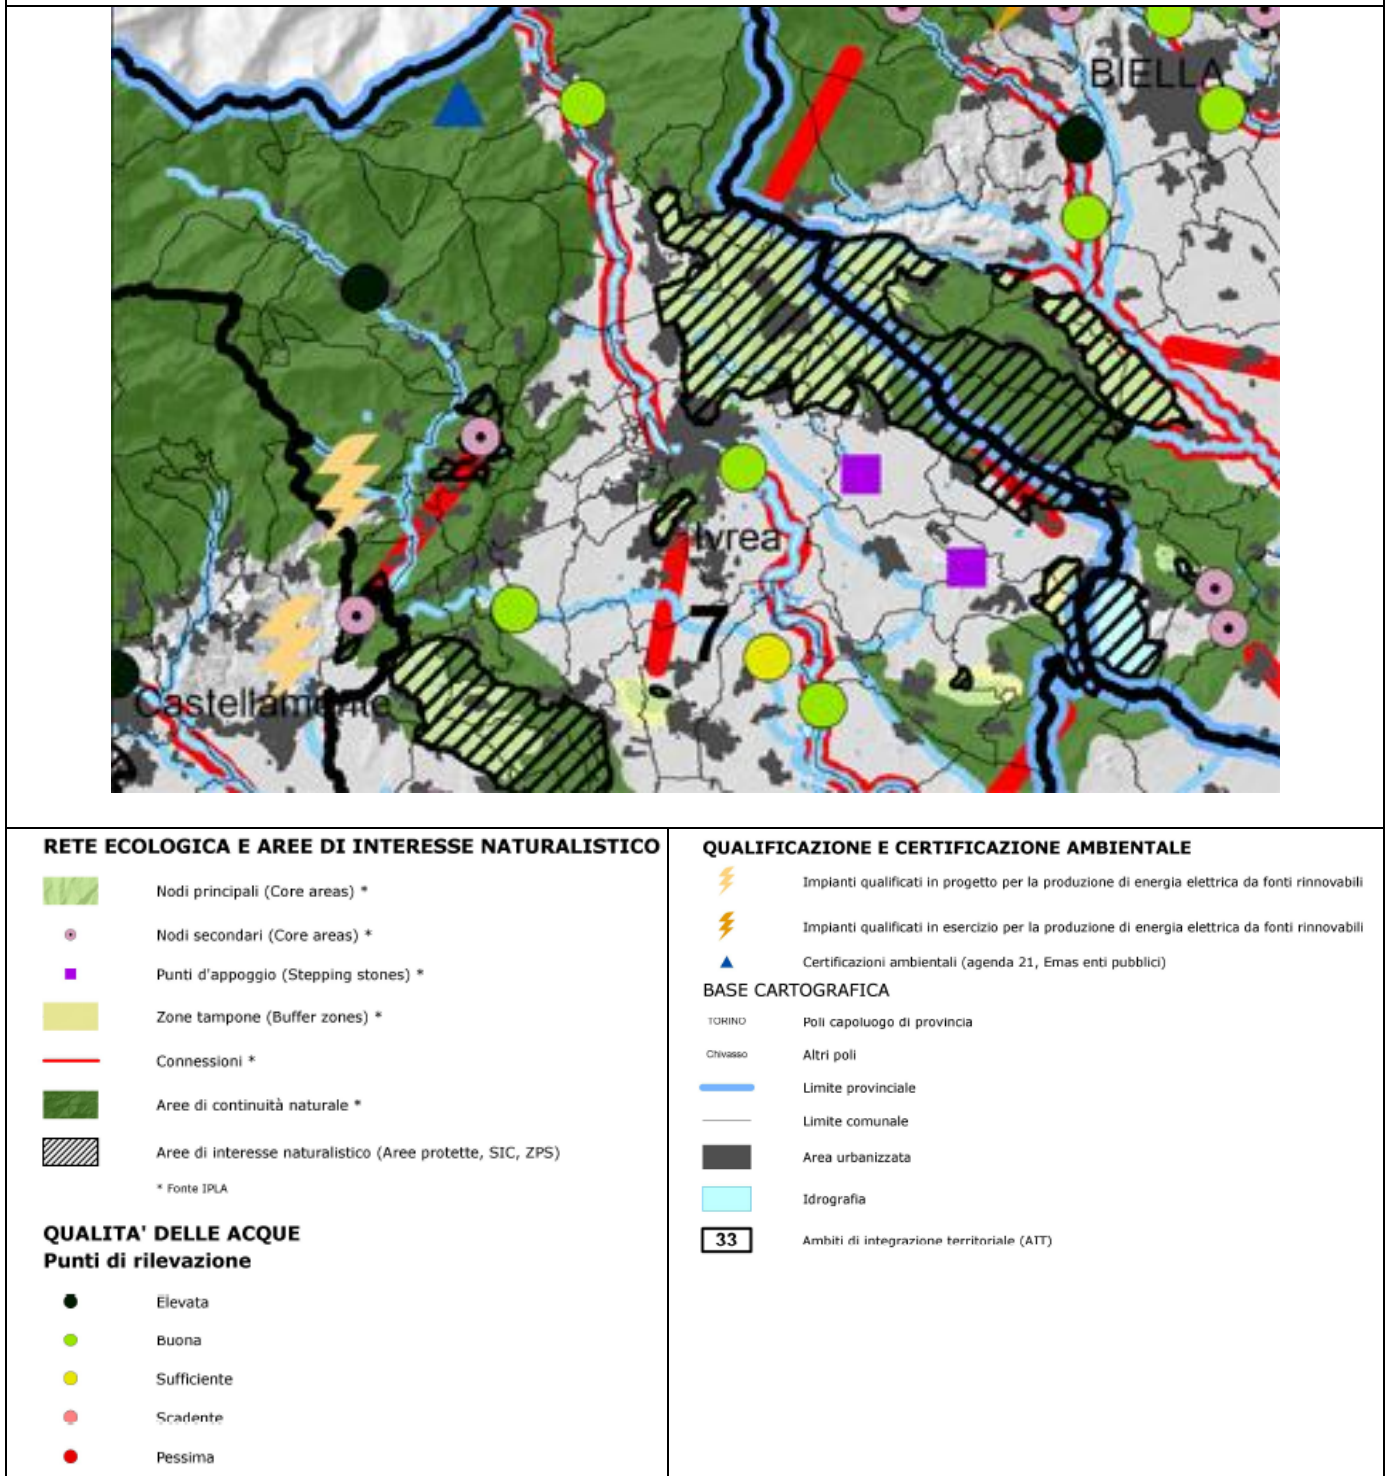 BIELLA
Ivrea
7
Castellamonte
RETE ECOLOGICA E AREE DI INTERESSE NATURALISTICO
Nodi principali (Core areas) *
Nodi secondari (Core areas) *
Punti d'appoggio (Stepping stones) *
Zone tampone (Buffer zones) *
Connessioni *
Aree di continuità naturale *
Aree di interesse naturalistico (Aree protette, SIC, ZPS)
* Fonte IPLA
QUALITA' DELLE ACQUE
Punti di rilevazione
Elevata
Buona
Sufficiente
Scadente
Pessima
QUALIFICAZIONE E CERTIFICAZIONE AMBIENTALE
Impianti qualificati in progetto per la produzione di energia elettrica da fonti rinnovabili
Impianti qualificati in esercizio per la produzione di energia elettrica da fonti rinnovabili
Certificazioni ambientali (agenda 21, Emas enti pubblici)
BASE CARTOGRAFICA
TORINO Poli capoluogo di provincia
Chivasso Altri poli
Limite provinciale
Limite comunale
Area urbanizzata
Idrografia
33 Ambiti di integrazione territoriale (AIT)